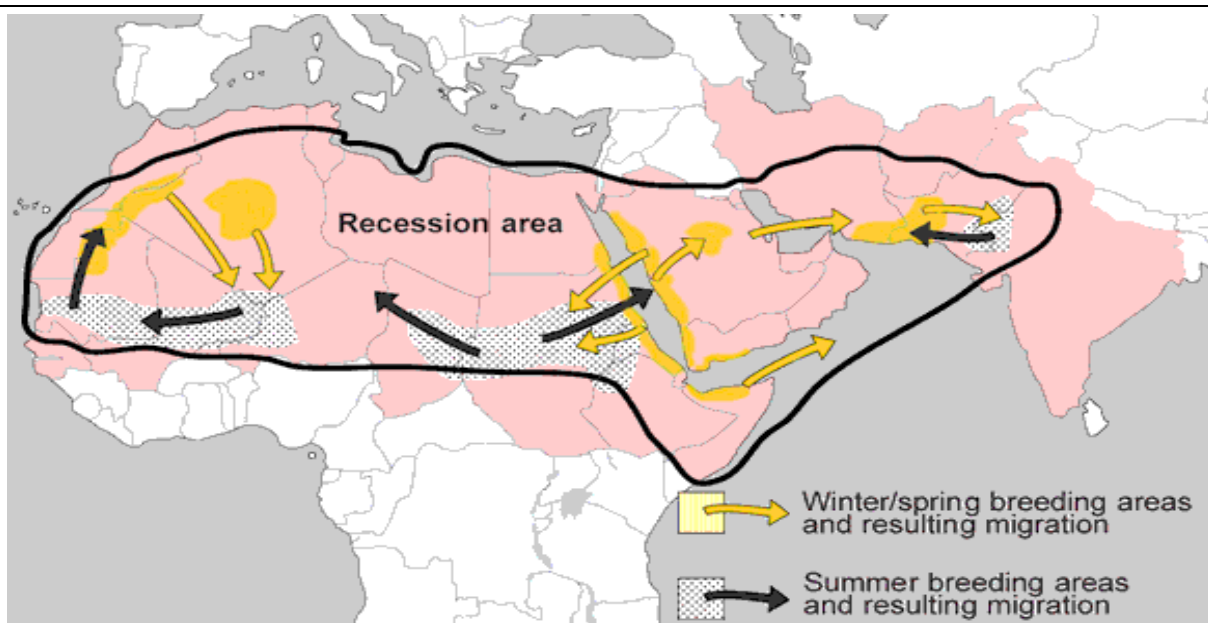 Recession area
Winter/spring breeding areas
and resulting migration
Summer breeding areas
and resulting migration